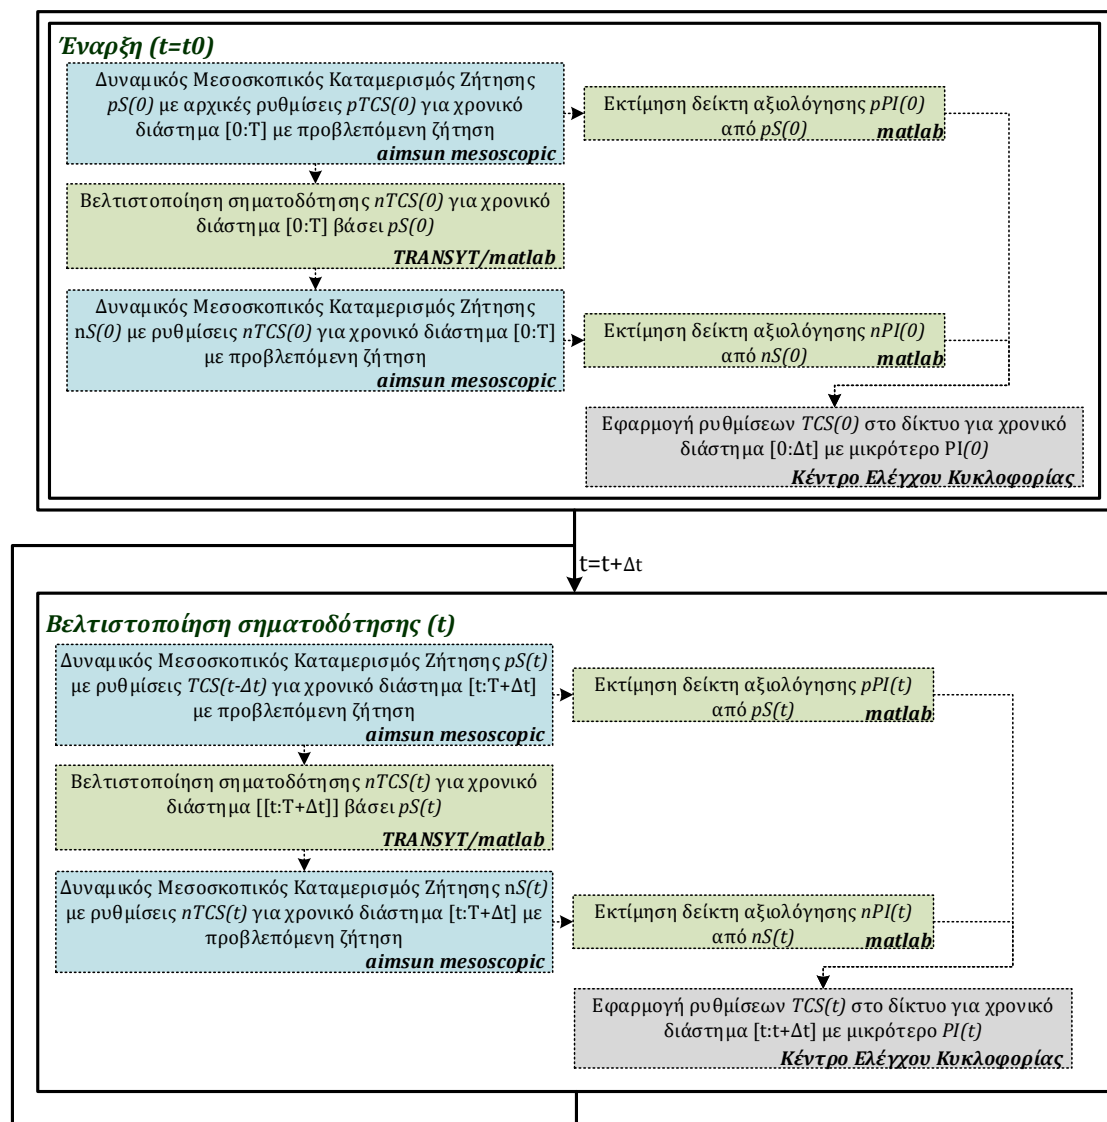 Έναρξη (t=t0)
Δυναμικός Μεσοσκοπικός Καταμερισμός Ζήτησης
pS(0) με αρχικές ρυθμίσεις pTCS(0) για χρονικό
διάστημα [0:T] με προβλεπόμενη ζήτηση
aimsun mesoscopic
Εκτίμηση δείκτη αξιολόγησης pPI(0)
από pS(0)
matlab
Βελτιστοποίηση σηματοδότησης nTCS(0) για χρονικό
διάστημα [0:T] βάσει pS(0)
TRANSYT/matlab
Δυναμικός Μεσοσκοπικός Καταμερισμός Ζήτησης
nS(0) με ρυθμίσεις nTCS(0) για χρονικό διάστημα [0:T]
με προβλεπόμενη ζήτηση
aimsun mesoscopic
Εκτίμηση δείκτη αξιολόγησης nPI(0)
από nS(0)
matlab
Εφαρμογή ρυθμίσεων TCS(0) στο δίκτυο για χρονικό
διάστημα [0:Δt] με μικρότερο PI(0)
Κέντρο Ελέγχου Κυκλοφορίας
t=t+Δt
Βελτιστοποίηση σηματοδότησης (t)
Δυναμικός Μεσοσκοπικός Καταμερισμός Ζήτησης pS(t)
με ρυθμίσεις TCS(t-Δt) για χρονικό διάστημα [t:T+Δt]
με προβλεπόμενη ζήτηση
aimsun mesoscopic
Εκτίμηση δείκτη αξιολόγησης pPI(t)
από pS(t)
matlab
Βελτιστοποίηση σηματοδότησης nTCS(t) για χρονικό
διάστημα [[t:T+Δt]] βάσει pS(t)
TRANSYT/matlab
Δυναμικός Μεσοσκοπικός Καταμερισμός Ζήτησης nS(t)
με ρυθμίσεις nTCS(t) για χρονικό διάστημα [t:T+Δt] με
προβλεπόμενη ζήτηση
aimsun mesoscopic
Εκτίμηση δείκτη αξιολόγησης nPI(t)
από nS(t)
matlab
Εφαρμογή ρυθμίσεων TCS(t) στο δίκτυο για χρονικό
διάστημα [t:t+Δt] με μικρότερο PI(t)
Κέντρο Ελέγχου Κυκλοφορίας